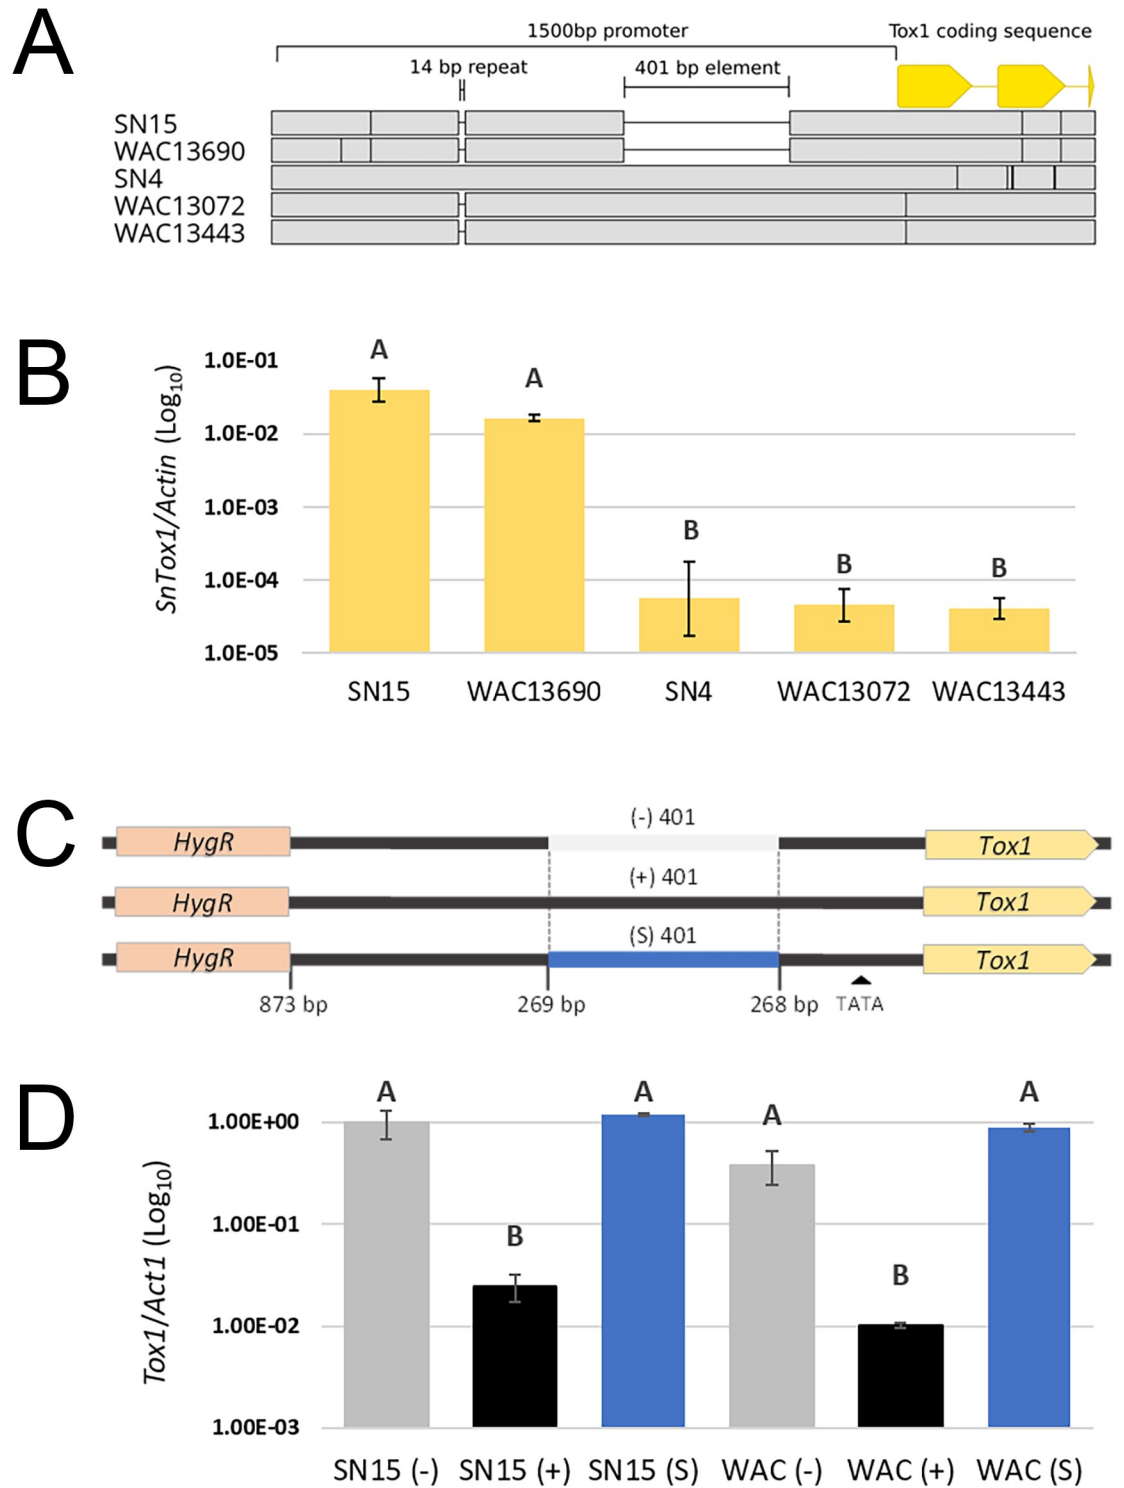 A
1500bp promoter
Tox1 coding sequence
14 bp repeat
401 bp element
SN15
WAC13690
SN4
WAC13072
WAC13443
B
SnTox1/Actin (Log10)
1.0E-01
1.0E-02
1.0E-03
1.0E-04
1.0E-05
A
A
B
B
B
SN15 WAC13690 SN4 WAC13072 WAC13443
C
(-) 401
HygR Tox1
(+) 401
HygR Tox1
(S) 401
HygR Tox1
873 bp 269 bp 268 bp TATA
D
Tox1/Act1 (Log10)
1.00E+00
1.00E-01
1.00E-02
1.00E-03
A
B
A
A
B
A
SN15 (-) SN15 (+) SN15 (S) WAC (-) WAC (+) WAC (S)